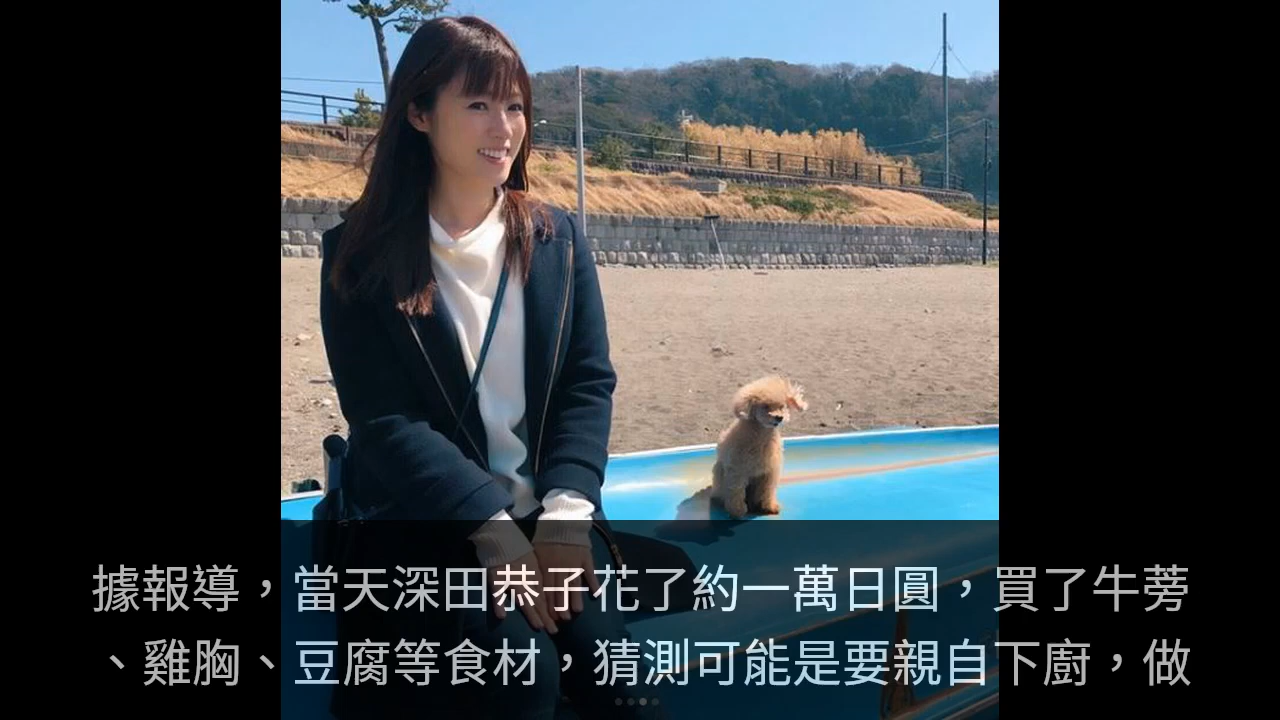 據報導，當天深田恭子花了約一萬日圓，買了牛蒡
、雞胸、豆腐等食材，猜測可能是要親自下廚，做